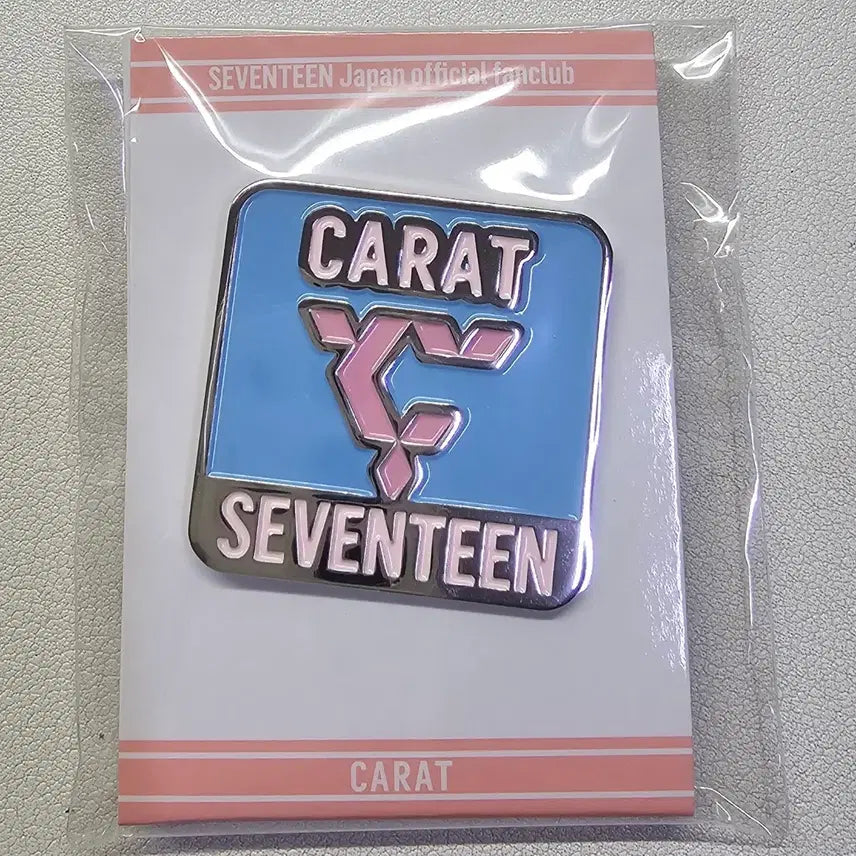 SEVENTEEN Japan official fanclub
CARAT
SEVENTEEN
CARAT